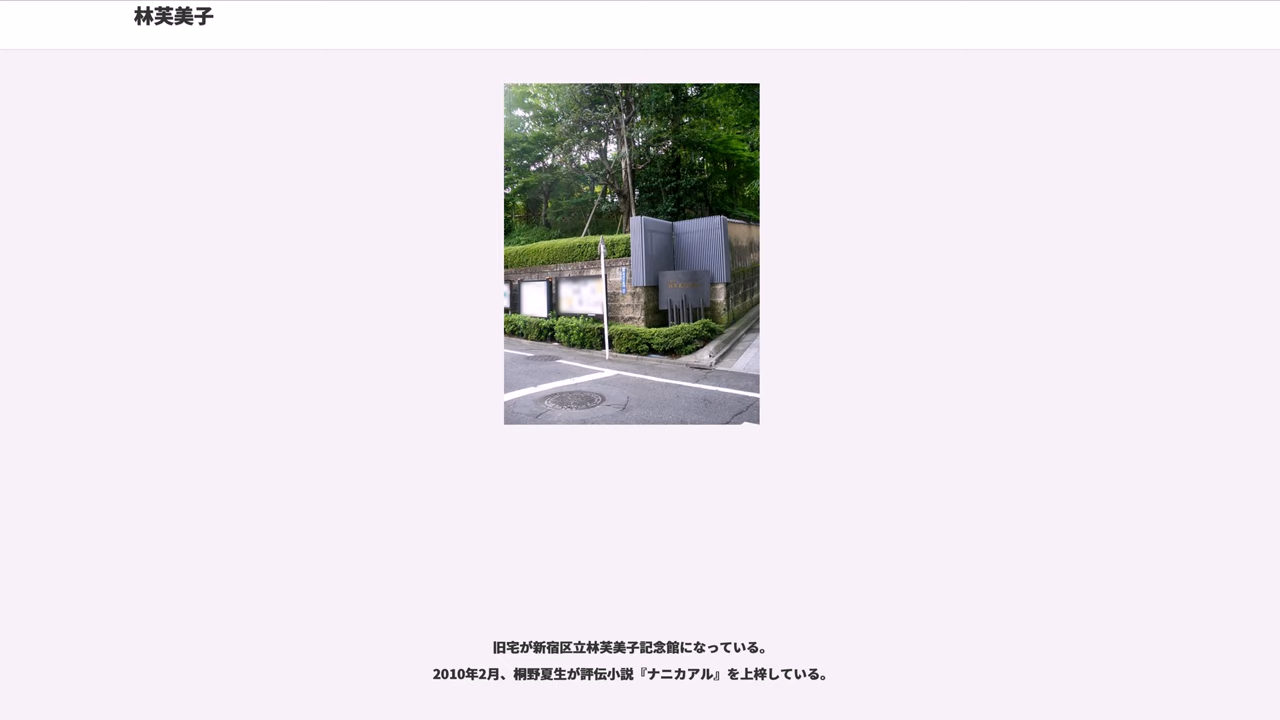 林芙美子
旧宅が新宿区立林芙美子記念館になっている。
2010年2月、桐野夏生が評伝小説『ナニカアル』を上梓している。